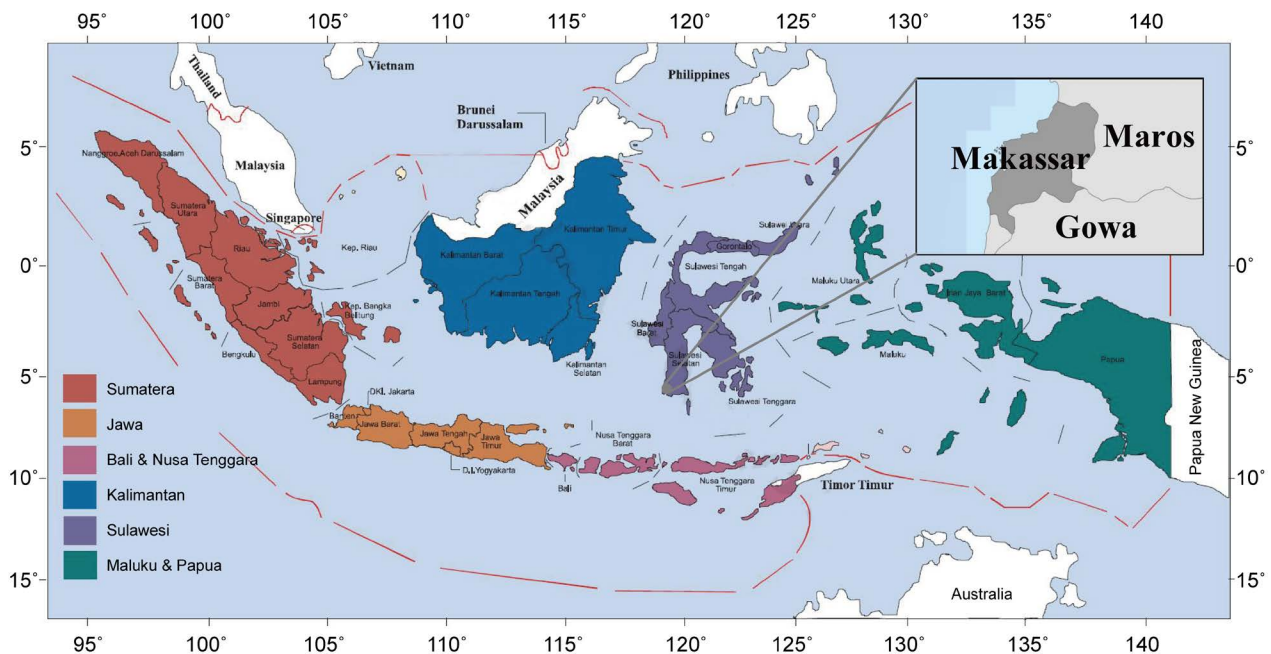 95°
100°
105°
110°
115°
120°
125°
130°
135°
140°
Thailand
Vietnam
Philippines
Brunei
Darussalam
Makassar
Maros
Gowa
5°
5°
Nanggroe Aceh Darussalam
Malaysia
Malaysia
Sumatera
Utara
Singapore
Riau
Kep. Riau
Kalimantan Timur
Kalimantan Barat
Sulawesi Utara
Gorontalo
Sulawesi Tengah
0°
0°
Sumatera
Barat
Maluku Utara
Irian Jaya Barat
Jambi
Kep. Bangka
Belitung
Kalimantan Tengah
Sumatera
Selatan
Sulawesi
Barat
Bengkulu
Kalimantan
Selatan
Sulawesi
Selatan
Maluku
Papua
Papua New Guinea
5°
5°
Lampung
Sulawesi Tenggara
DKI. Jakarta
Banten
Jawa Barat
Jawa Tengah
Jawa
Timur
D.I.Yogyakarta
Bali
Nusa Tenggara
Barat
Nusa Tenggara
Timur
Timor Timur
10°
10°
Sumatera
Jawa
Bali & Nusa Tenggara
Kalimantan
Sulawesi
Maluku & Papua
15°
15°
Australia
95°
100°
105°
110°
115°
120°
125°
130°
135°
140°